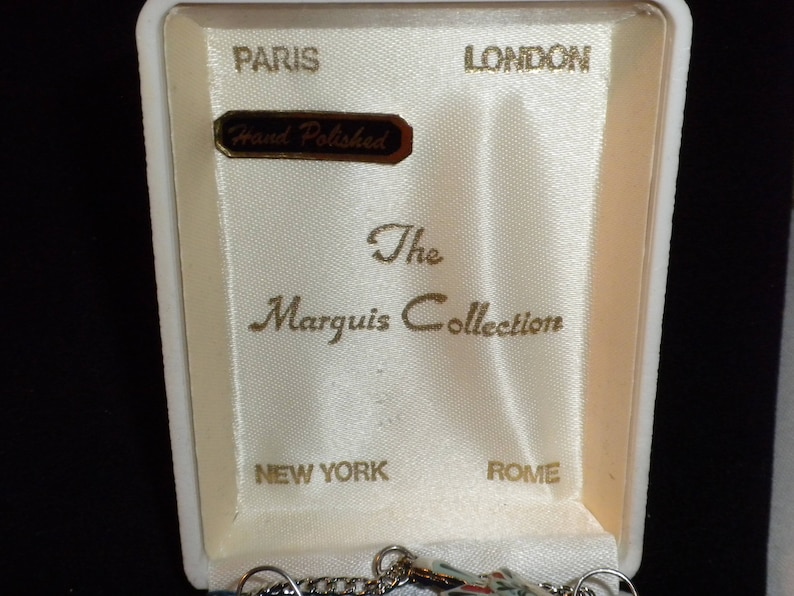 PARIS LONDON
Hand Polished
The
Marquis Collection
NEW YORK ROME